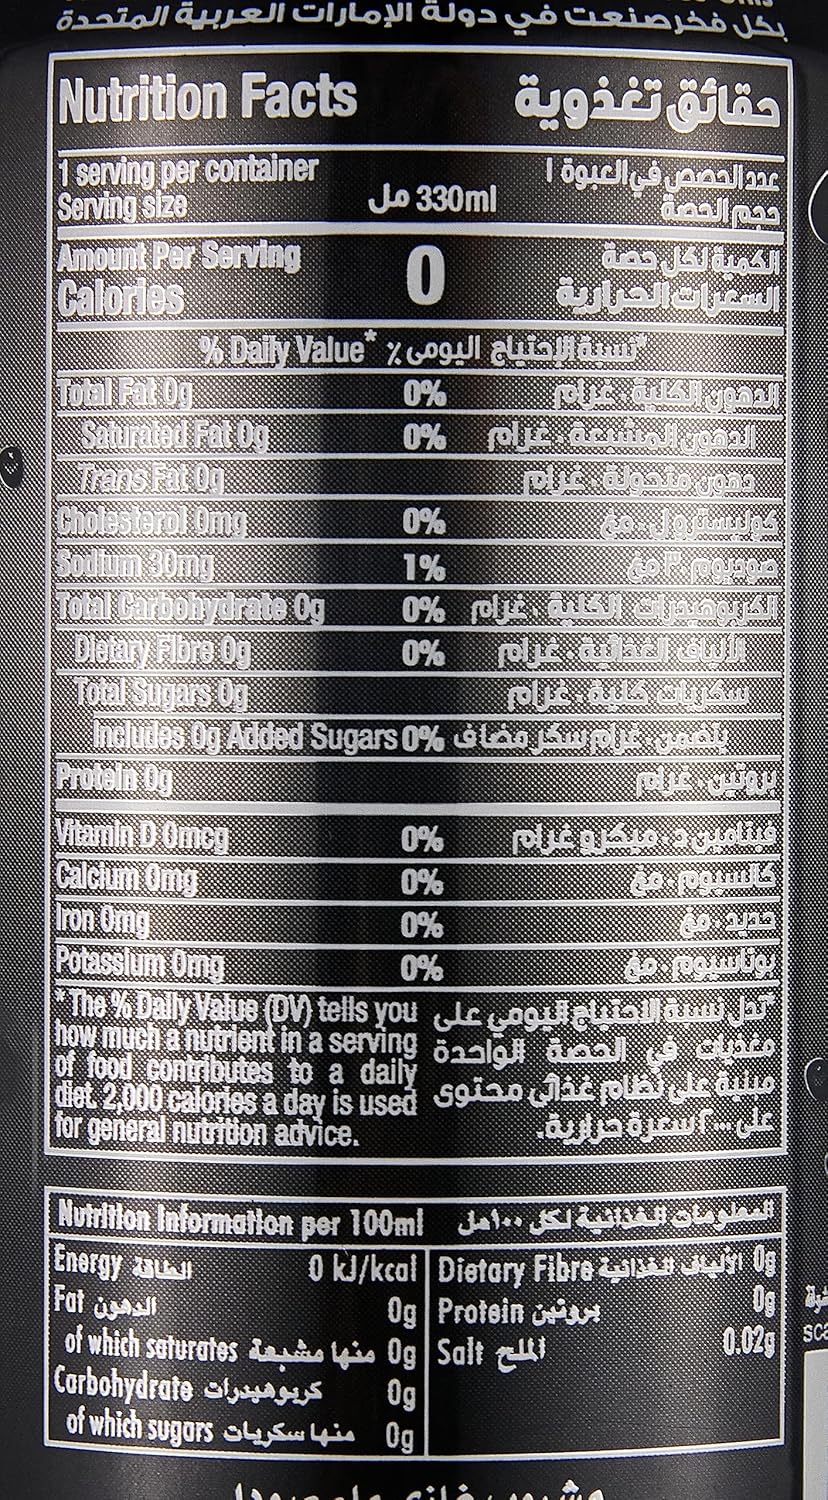 بكل فخر صنعت في دولة الإمارات العربية المتحدة
Nutrition Facts حقائق تغذوية
1 serving per container عدد الحصص في العبوة ١
Serving size 330ml مل حجم الحصة
Amount Per Serving الكمية لكل حصة
Calories 0 السعرات الحرارية
% Daily Value* ٪ نسبة الإحتياج اليومي*
Total Fat 0g 0% الدهون الكلية ٠ غرام
Saturated Fat 0g 0% الدهون المشبعة ٠ غرام
Trans Fat 0g دهون متحولة ٠ غرام
Cholesterol 0mg 0% كوليسترول ٠ مغ
Sodium 30mg 1% صوديوم ٣٠ مغ
Total Carbohydrate 0g 0% الكربوهيدرات الكلية ٠ غرام
Dietary Fibre 0g 0% الألياف الغذائية ٠ غرام
Total Sugars 0g سكريات كلية ٠ غرام
Includes 0g Added Sugars 0% يتضمن ٠ غرام سكر مضاف
Protein 0g بروتين ٠ غرام
Vitamin D 0mcg 0% فيتامين د ٠ ميكرو غرام
Calcium 0mg 0% كالسيوم ٠ مغ
Iron 0mg 0% حديد ٠ مغ
Potassium 0mg 0% بوتاسيوم ٠ مغ
*The % Daily Value (DV) tells you
how much a nutrient in a serving
of food contributes to a daily
diet. 2,000 calories a day is used
for general nutrition advice.
*تدل نسبة الاحتياج اليومي على
مغذيات في الحصة الواحدة
مبنية على نظام غذائي محتوى
على ٢٠٠٠ سعرة حرارية.
Nutrition Information per 100ml المعلومات الغذائية لكل ١٠٠مل
Energy الطاقة 0 kJ/kcal
Fat الدهون 0g
of which saturates منها مشبعة 0g
Carbohydrate كربوهيدرات 0g
of which sugars منها سكريات 0g
Dietary Fibre الألياف الغذائية 0g
Protein بروتين 0g
Salt الملح 0.02g